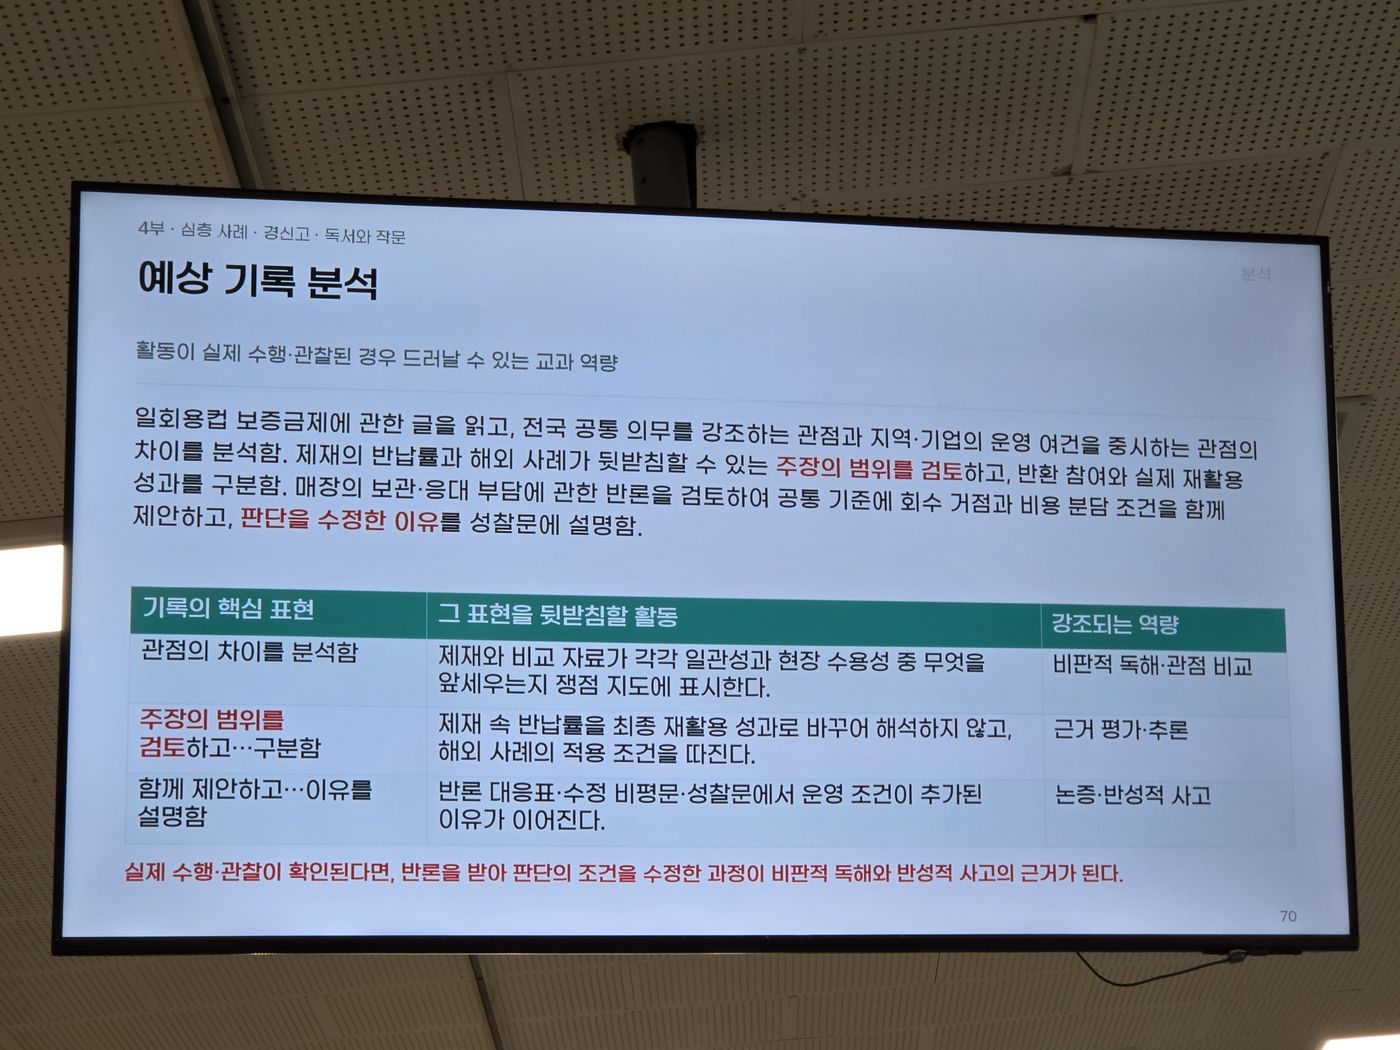 4부 · 심층 사례 · 경신고 · 독서와 작문
분석
예상 기록 분석
활동이 실제 수행·관찰된 경우 드러날 수 있는 교과 역량
일회용컵 보증금제에 관한 글을 읽고, 전국 공통 의무를 강조하는 관점과 지역·기업의 운영 여건을 중시하는 관점의
차이를 분석함. 제재의 반납률과 해외 사례가 뒷받침할 수 있는 주장의 범위를 검토하고, 반환 참여와 실제 재활용
성과를 구분함. 매장의 보관·응대 부담에 관한 반론을 검토하여 공통 기준에 회수 거점과 비용 분담 조건을 함께
제안하고, 판단을 수정한 이유를 성찰문에 설명함.
기록의 핵심 표현
그 표현을 뒷받침할 활동
강조되는 역량
관점의 차이를 분석함
제재와 비교 자료가 각각 일관성과 현장 수용성 중 무엇을
앞세우는지 쟁점 지도에 표시한다.
비판적 독해·관점 비교
주장의 범위를
검토하고…구분함
제재 속 반납률을 최종 재활용 성과로 바꾸어 해석하지 않고,
해외 사례의 적용 조건을 따진다.
근거 평가·추론
함께 제안하고…이유를
설명함
반론 대응표·수정 비평문·성찰문에서 운영 조건이 추가된
이유가 이어진다.
논증·반성적 사고
실제 수행·관찰이 확인된다면, 반론을 받아 판단의 조건을 수정한 과정이 비판적 독해와 반성적 사고의 근거가 된다.
70